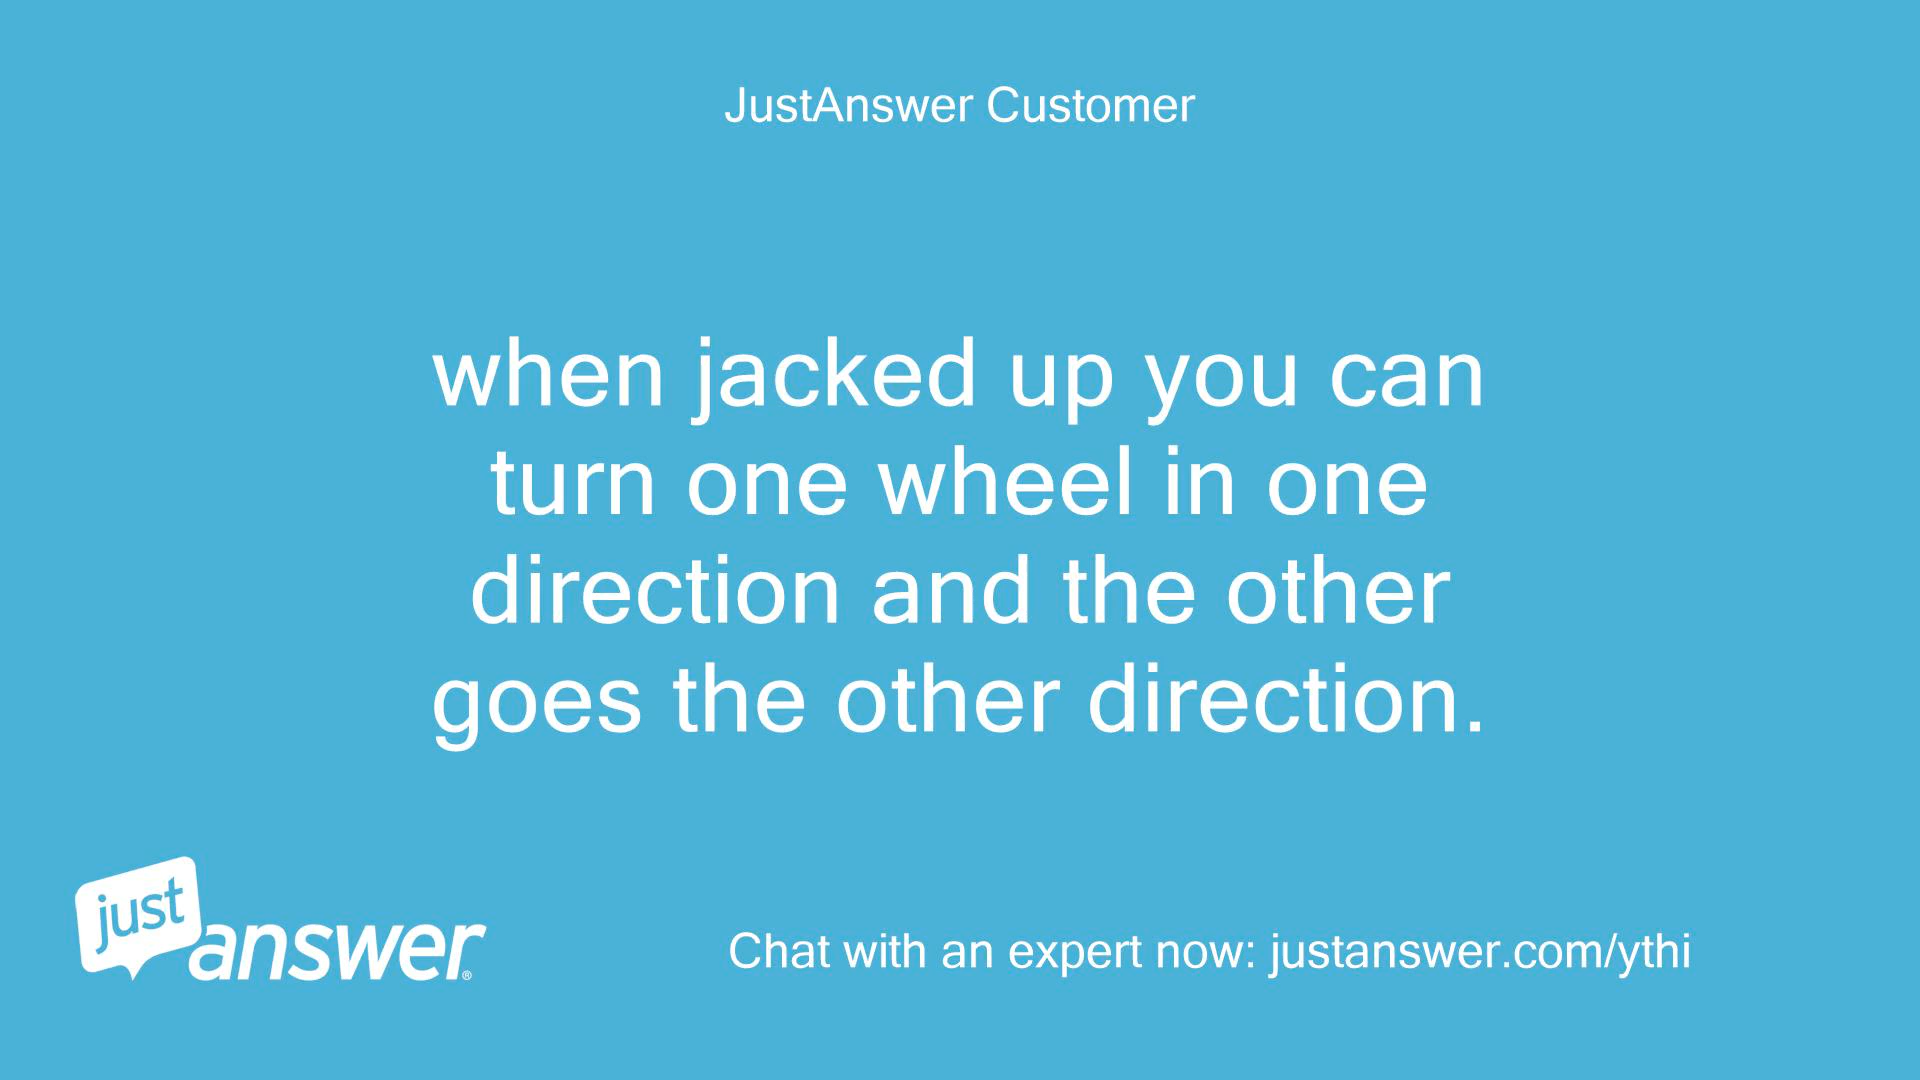 JustAnswer Customer
when jacked up you can
turn one wheel in one
direction and the other
goes the other direction.
just
answer®
Chat with an expert now: justanswer.com/ythi